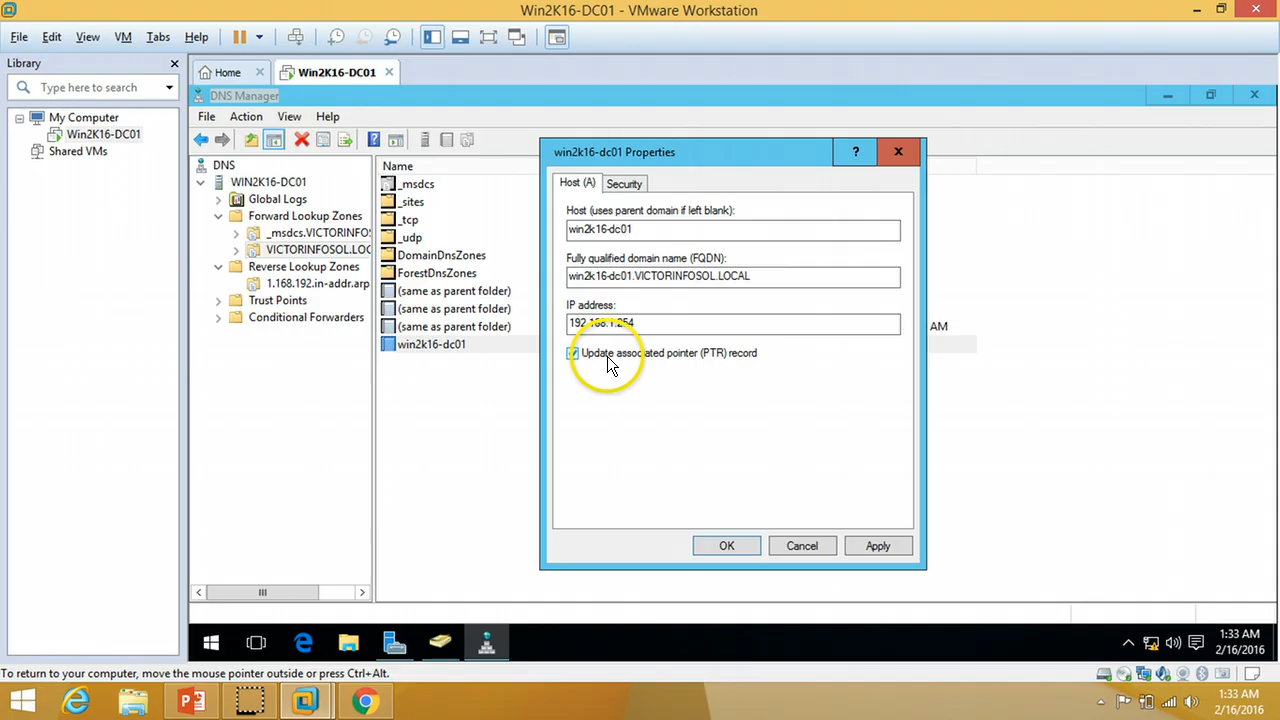 Win2K16-DC01 - VMware Workstation
File Edit View VM Tabs Help
Library
Type here to search
My Computer
Win2K16-DC01
Shared VMs
Home
Win2K16-DC01
DNS Manager
File Action View Help
DNS
WIN2K16-DC01
Global Logs
Forward Lookup Zones
_msdcs.VICTORINFOS
VICTORINFOSOL.LOC
Reverse Lookup Zones
1.168.192.in-addr.arp
Trust Points
Conditional Forwarders
Name
_msdcs
_sites
_tcp
_udp
DomainDnsZones
ForestDnsZones
(same as parent folder)
(same as parent folder)
(same as parent folder)
AM
win2k16-dc01
win2k16-dc01 Properties
?
Host (A) Security
Host (uses parent domain if left blank):
win2k16-dc01
Fully qualified domain name (FQDN):
win2k16-dc01.VICTORINFOSOL.LOCAL
IP address:
192.168.1.254
Update associated pointer (PTR) record
OK Cancel Apply
1:33 AM
2/16/2016
To return to your computer, move the mouse pointer outside or press Ctrl+Alt.
1:33 AM
2/16/2016